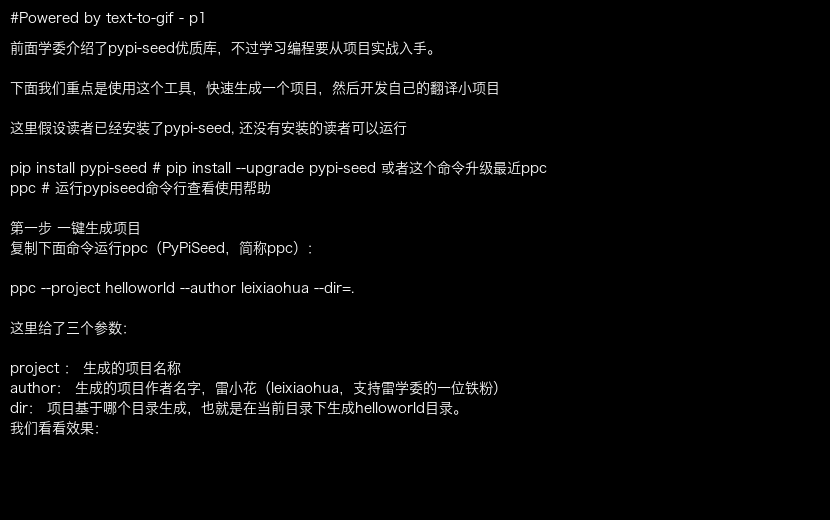 #Powered by text-to-gif - p1
前面学委介绍了pypi-seed优质库，不过学习编程要从项目实战入手。
下面我们重点是使用这个工具，快速生成一个项目，然后开发自己的翻译小项目
这里假设读者已经安装了pypi-seed, 还没有安装的读者可以运行
pip install pypi-seed # pip install --upgrade pypi-seed 或者这个命令升级最近ppc
ppc # 运行pypiseed命令行查看使用帮助
第一步 一键生成项目
复制下面命令运行ppc（PyPiSeed，简称ppc）：
ppc --project helloworld --author leixiaohua --dir=.
这里给了三个参数：
project ： 生成的项目名称
author： 生成的项目作者名字，雷小花（leixiaohua，支持雷学委的一位铁粉）
dir： 项目基于哪个目录生成，也就是在当前目录下生成helloworld目录。
我们看看效果：